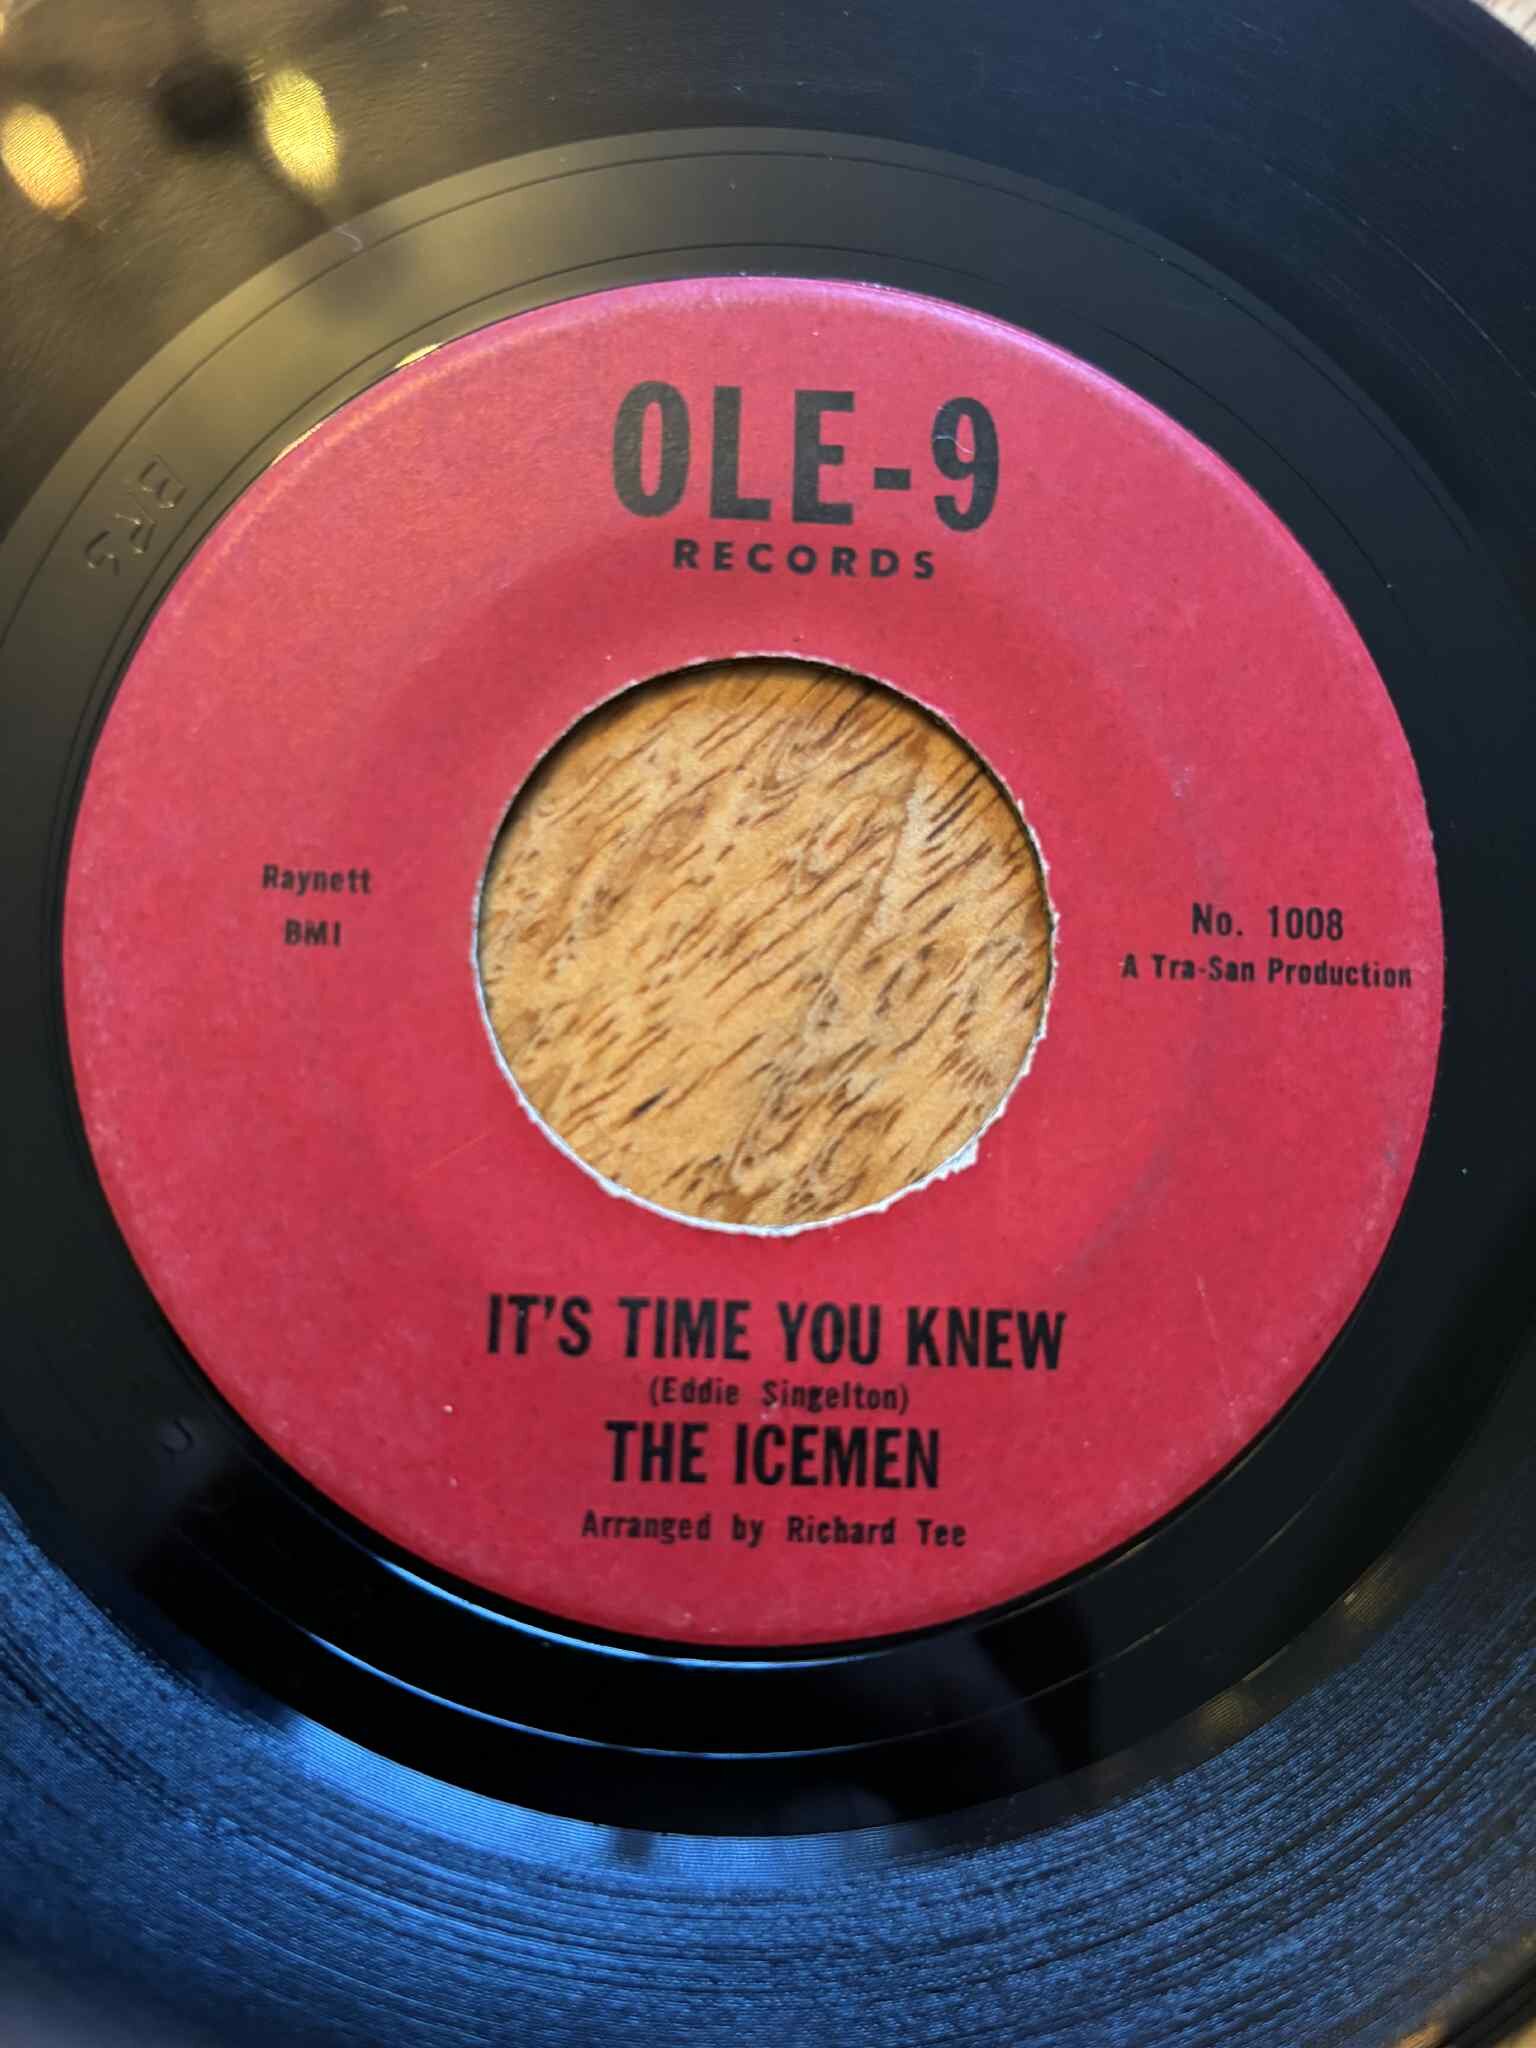 OLE-9
RECORDS
Raynett
BMI
No. 1008
A Tra-San Production
IT'S TIME YOU KNEW
(Eddie Singelton)
THE ICEMEN
Arranged by Richard Tee